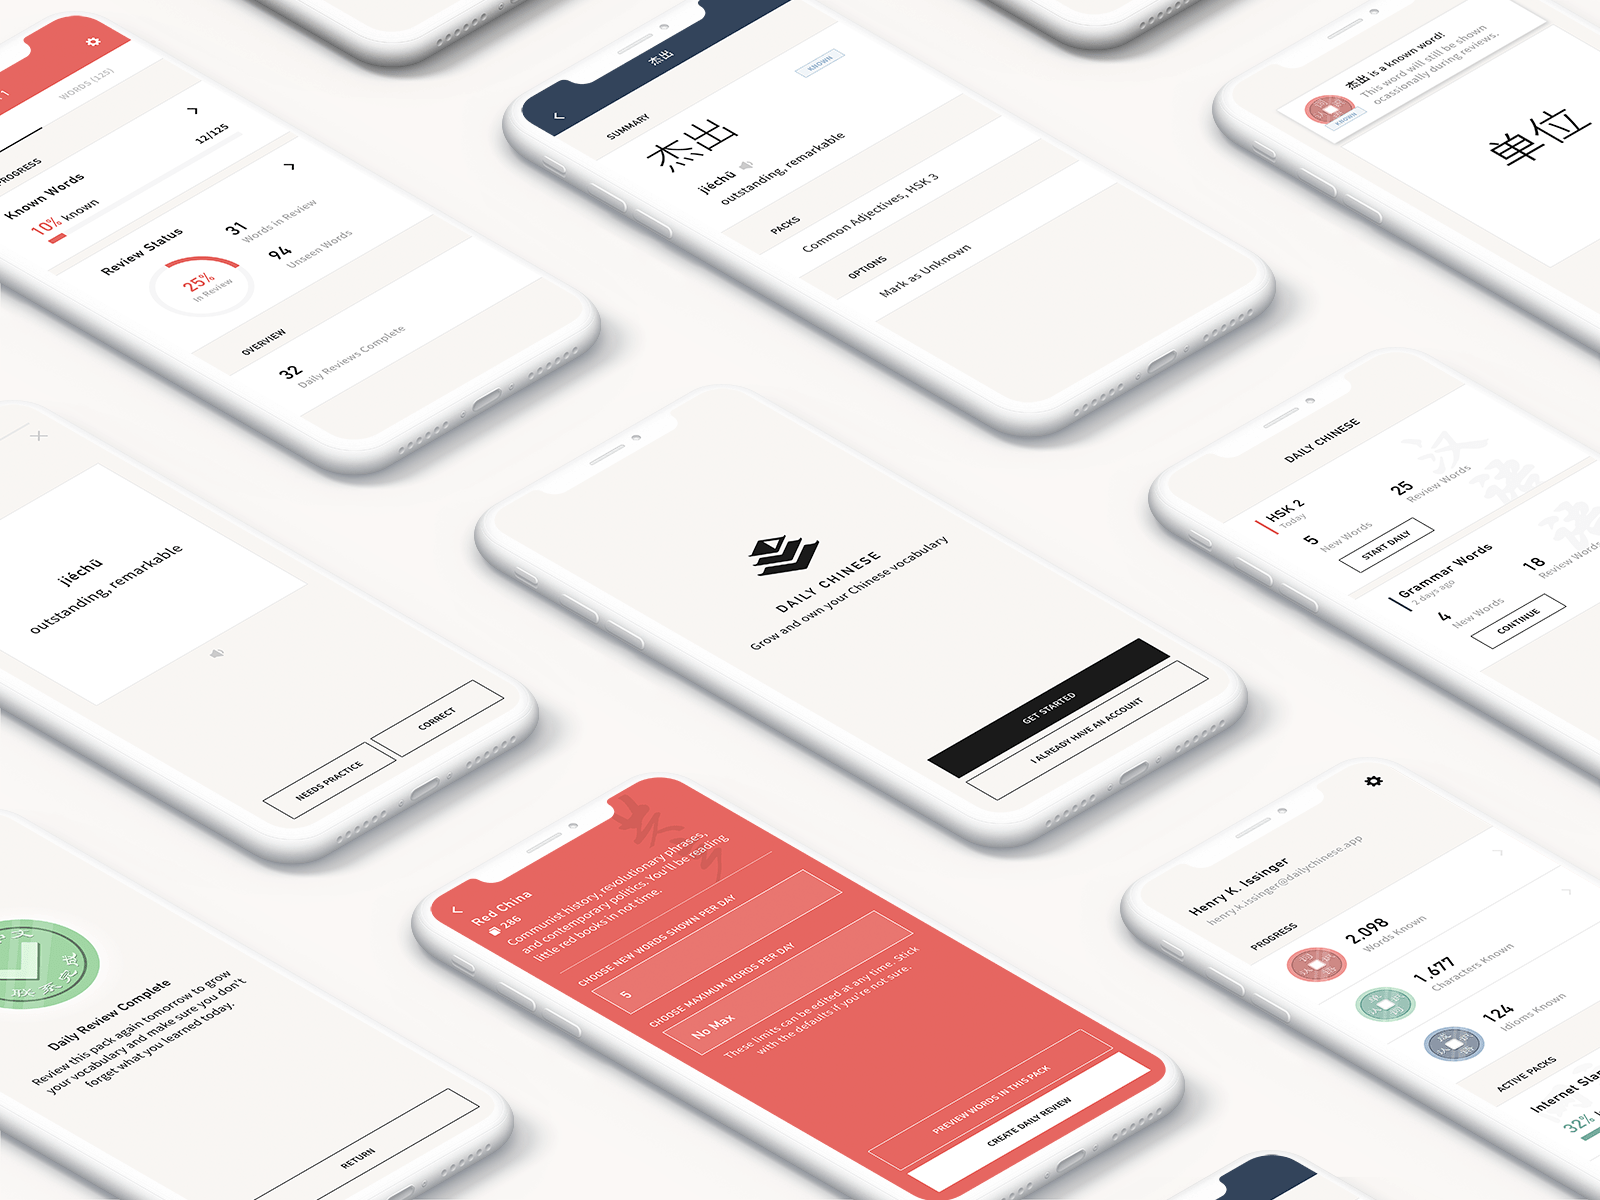 WORDS (125)
PROGRESS
Known Words
12/125
10% known
Review Status
25%
In Review
31
Words in Review
94
Unseen Words
OVERVIEW
32
Daily Reviews Complete
杰出
KNOWN
SUMMARY
杰出
jiéchū
outstanding, remarkable
PACKS
Common Adjectives, HSK 3
OPTIONS
Mark as Unknown
杰出 is a known word!
This word will still be shown
ocassionally during reviews.
KNOWN
单位
jiéchū
outstanding, remarkable
NEEDS PRACTICE
CORRECT
DAILY CHINESE
Grow and own your Chinese vocabulary
GET STARTED
I ALREADY HAVE AN ACCOUNT
DAILY CHINESE
HSK 2
Today
5
New Words
25
Review Words
START DAILY
Grammar Words
2 days ago
4
New Words
18
Review Words
CONTINUE
Daily Review Complete
Review this pack again tomorrow to grow
your vocabulary and make sure you don't
forget what you learned today.
RETURN
Red China
286
Communist history, revolutionary phrases,
and contemporary politics. You'll be reading
little red books in not time.
CHOOSE NEW WORDS SHOWN PER DAY
5
CHOOSE MAXIMUM WORDS PER DAY
No Max
These limits can be edited at any time. Stick
with the defaults if you're not sure.
PREVIEW WORDS IN THIS PACK
CREATE DAILY REVIEW
Henry K. Issinger
henry.k.issinger@dailychinese.app
PROGRESS
2,098
Words Known
1,677
Characters Known
124
Idioms Known
ACTIVE PACKS
Internet Slan
32%